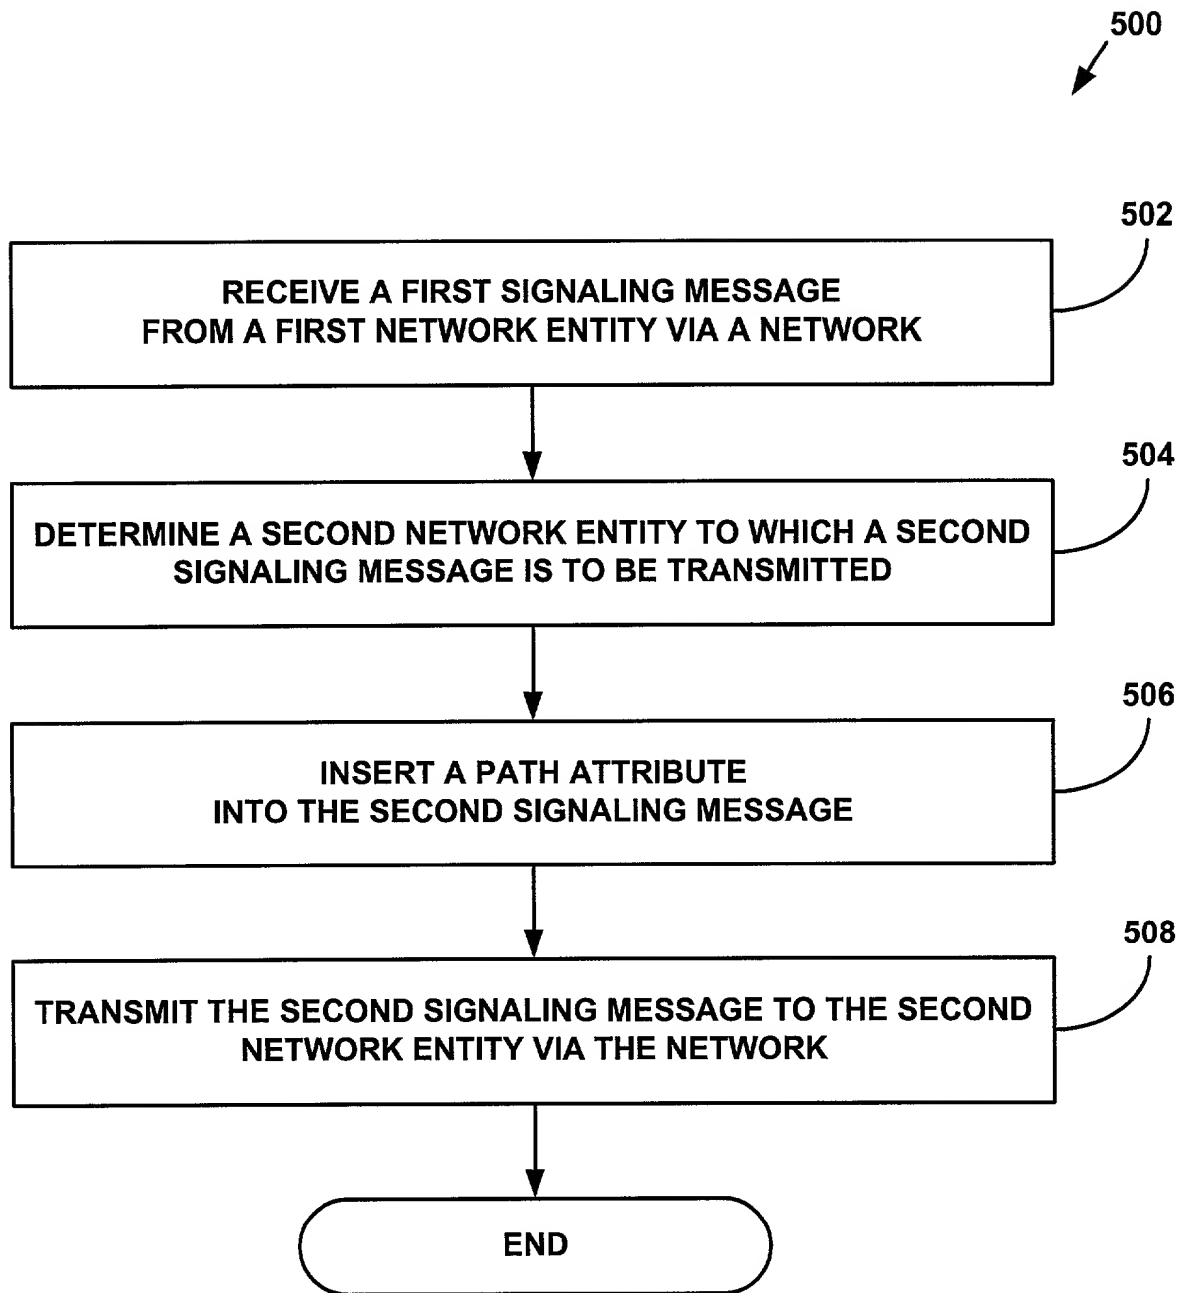 500
502
RECEIVE A FIRST SIGNALING MESSAGE
FROM A FIRST NETWORK ENTITY VIA A NETWORK
504
DETERMINE A SECOND NETWORK ENTITY TO WHICH A SECOND
SIGNALING MESSAGE IS TO BE TRANSMITTED
506
INSERT A PATH ATTRIBUTE
INTO THE SECOND SIGNALING MESSAGE
508
TRANSMIT THE SECOND SIGNALING MESSAGE TO THE SECOND
NETWORK ENTITY VIA THE NETWORK
END